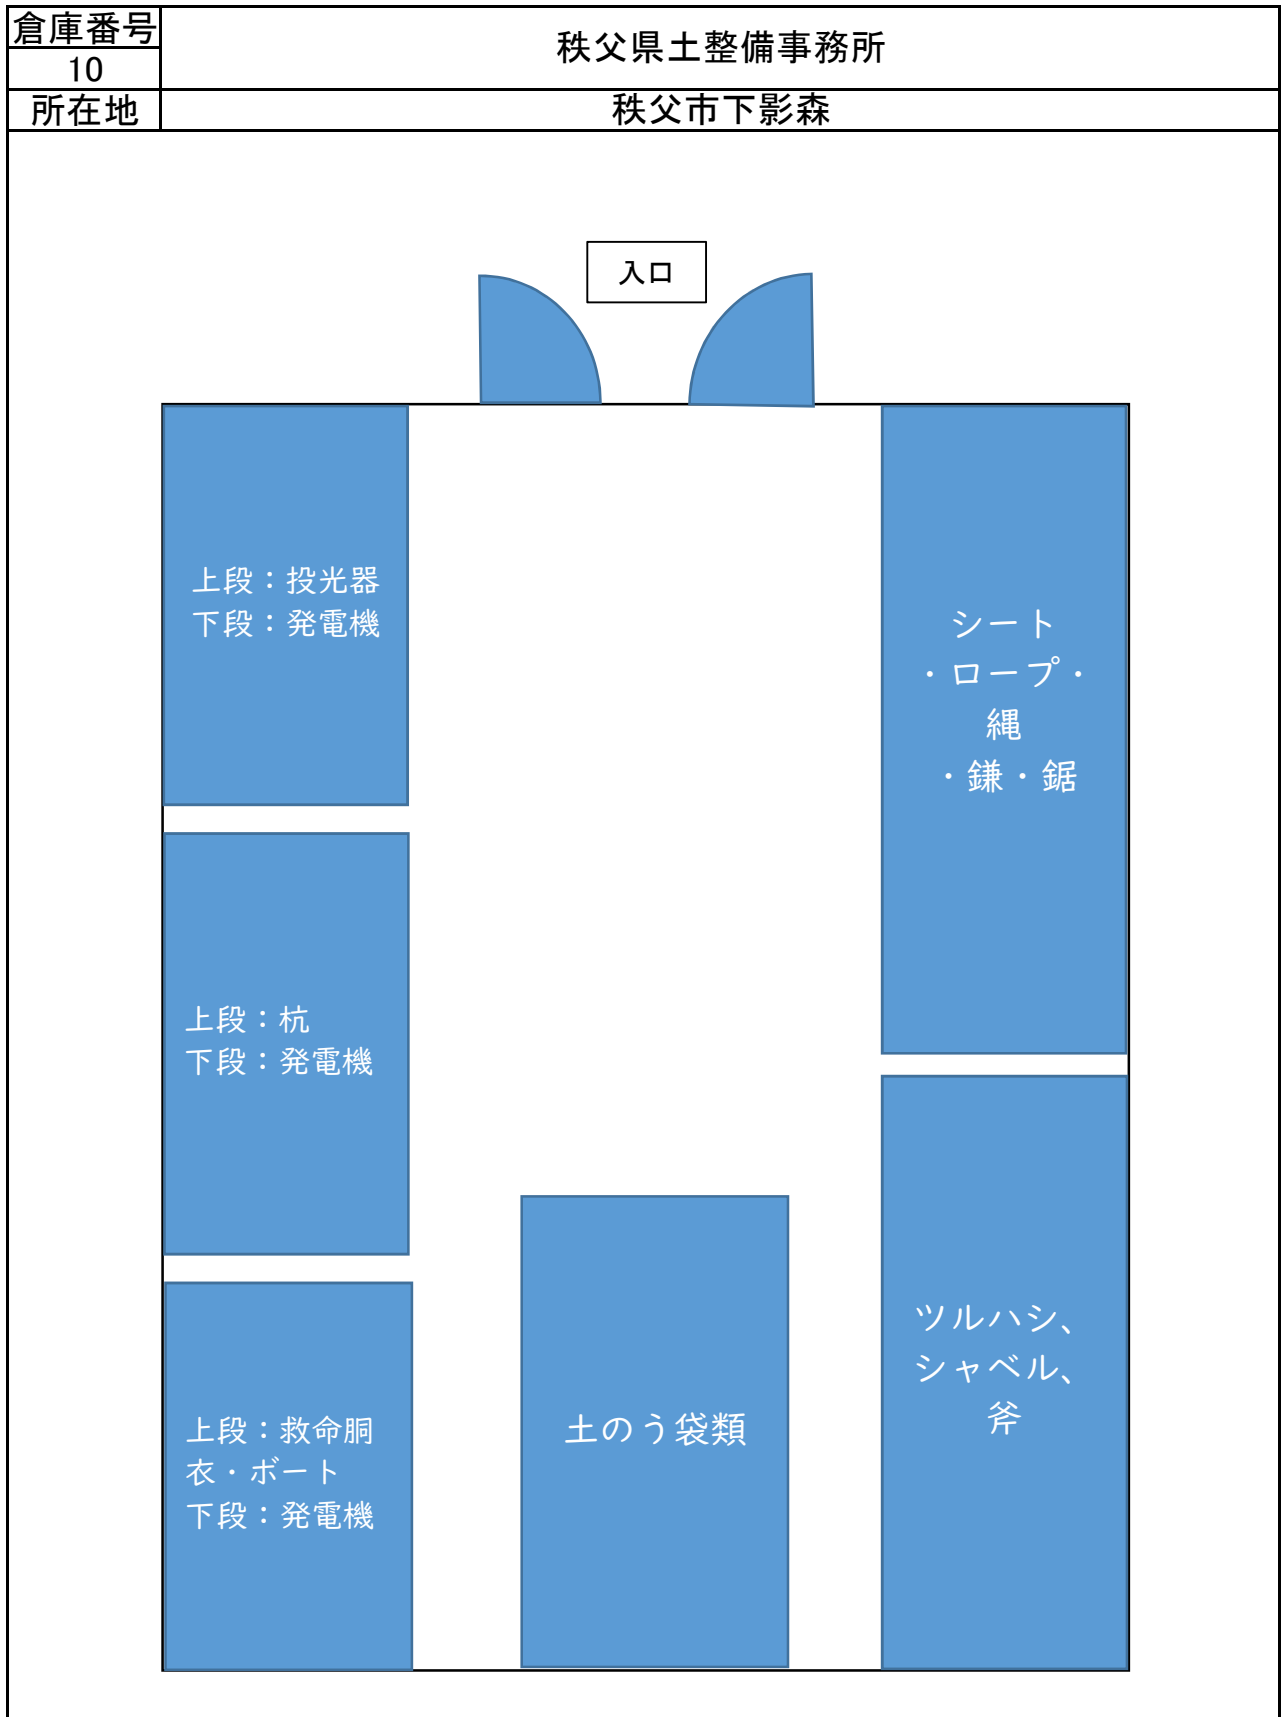 倉庫番号
秩父県土整備事務所
10
所在地
秩父市下影森
入口
上段：投光器
下段：発電機
シート
・ロープ・
縄
・鎌・鋸
上段：杭
下段：発電機
上段：救命胴
衣・ボート
下段：発電機
土のう袋類
ツルハシ、
シャベル、
斧